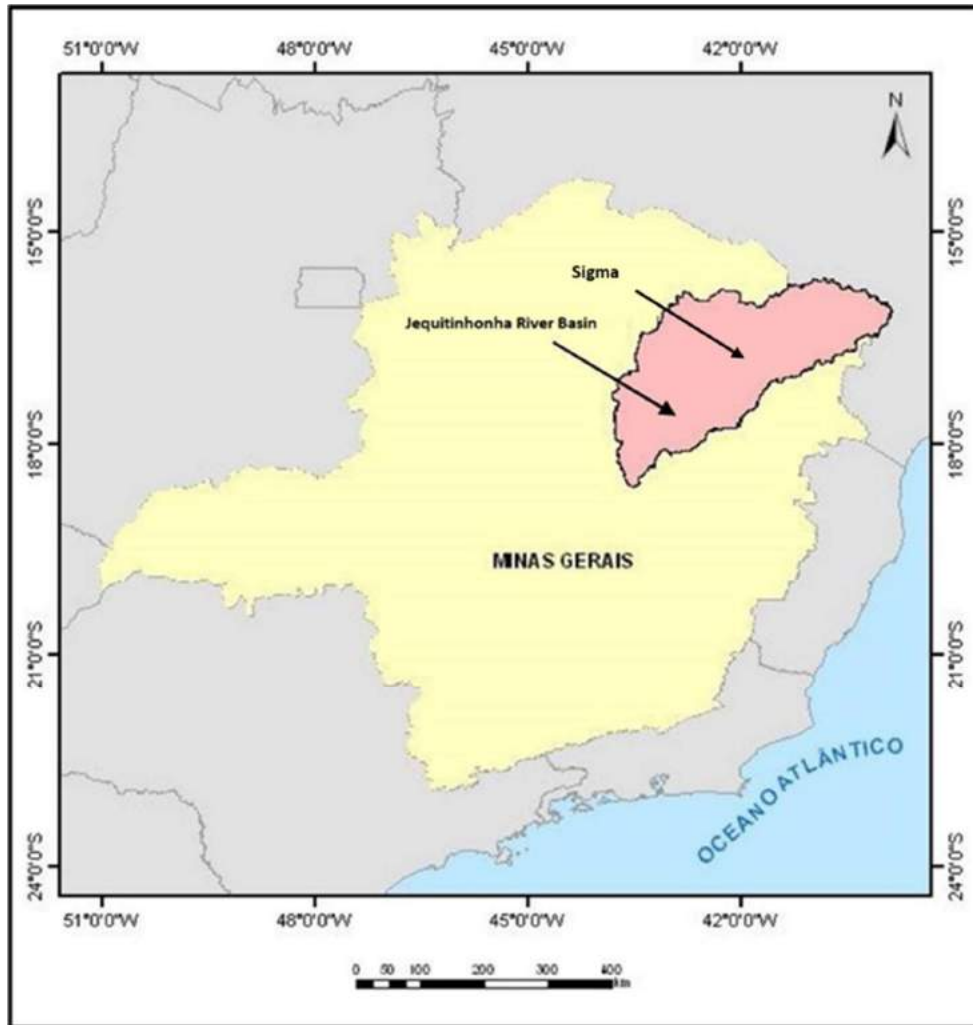 51°0'0"W 48°0'0"W 45°0'0"W 42°0'0"W
N
15°0'0"S 15°0'0"S
Sigma
Jequitinhonha River Basin
18°0'0"S 18°0'0"S
MINAS GERAIS
21°0'0"S 21°0'0"S
OCEANO ATLÂNTICO
24°0'0"S 24°0'0"S
51°0'0"W 48°0'0"W 45°0'0"W 42°0'0"W
0 50 100 200 300 400
km